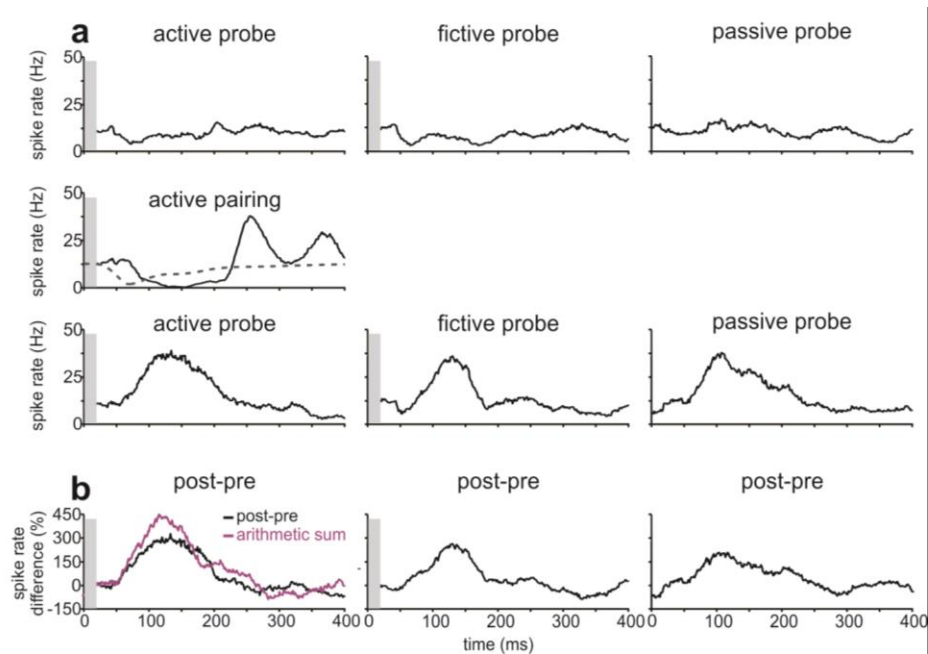 a
active probe fictive probe passive probe
spike rate (Hz)
50
25
0
active pairing
spike rate (Hz)
50
25
0
active probe fictive probe passive probe
spike rate (Hz)
50
25
0
b
post-pre post-pre post-pre
spike rate
difference (%)
450
300
150
0
-150
post-pre
arithmetic sum
0 100 200 300 400 0 100 200 300 400 0 100 200 300 400
time (ms)